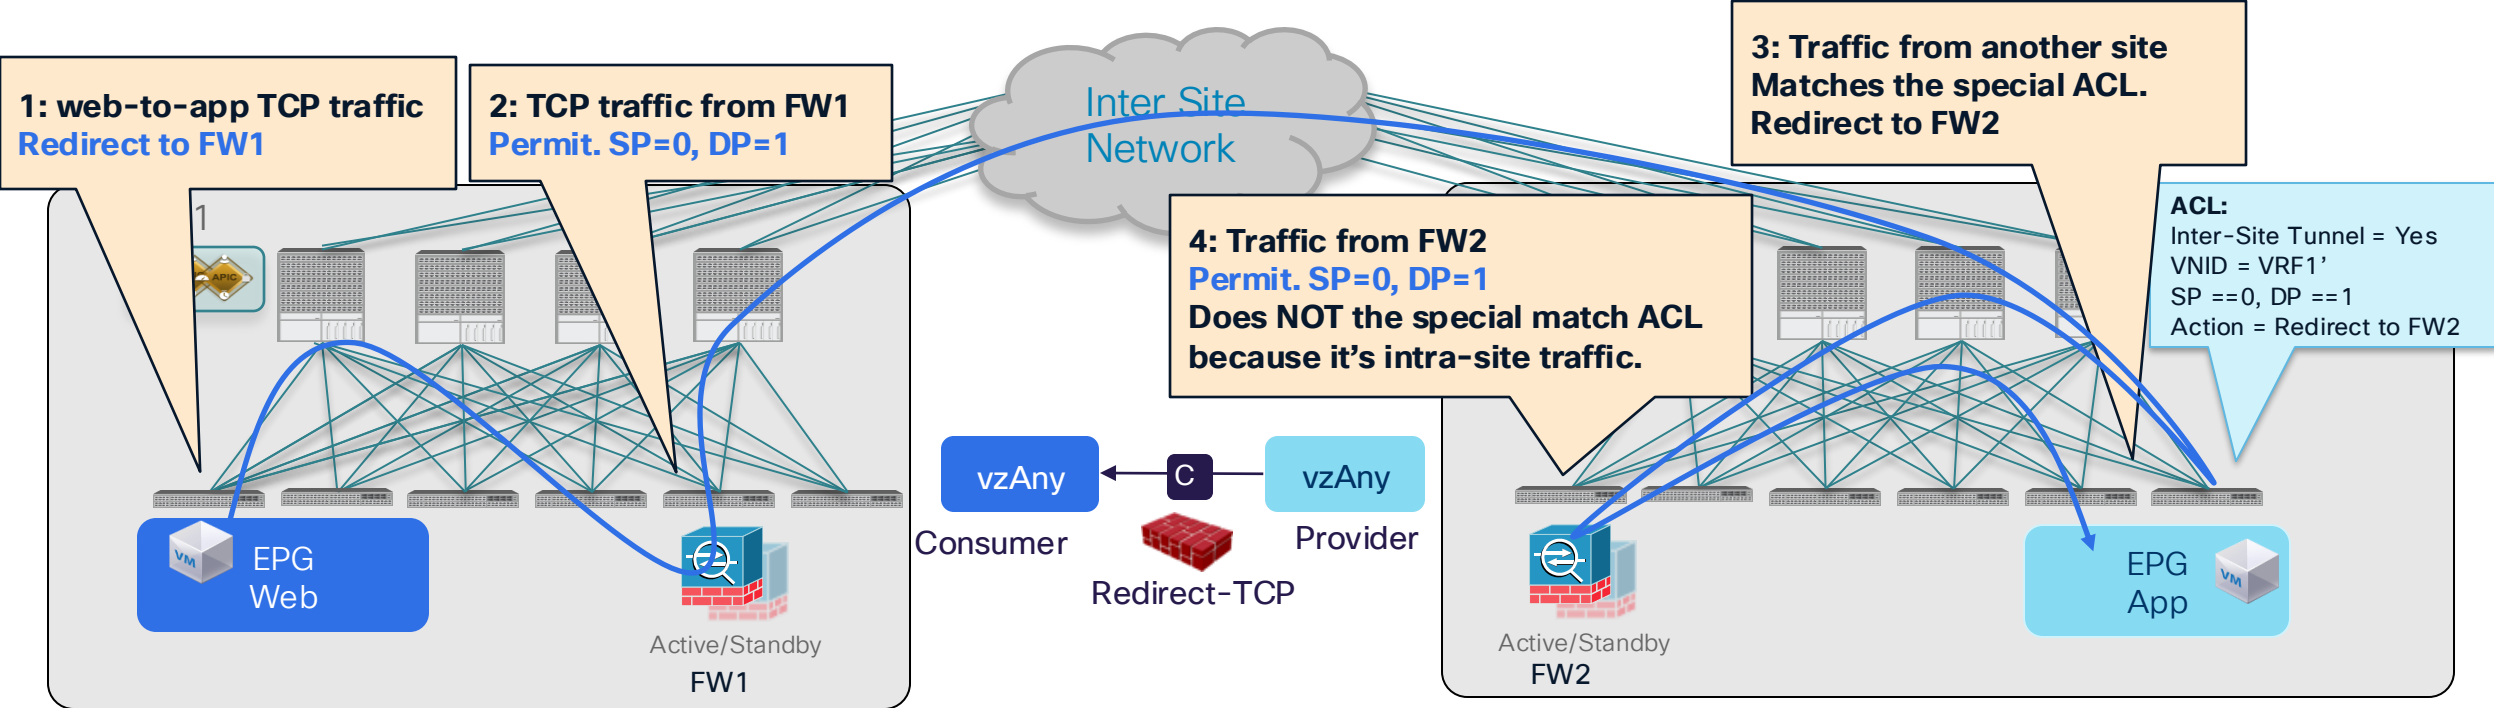 1: web-to-app TCP traffic
Redirect to FW1
2: TCP traffic from FW1
Permit. SP=0, DP=1
Inter Site
Network
3: Traffic from another site
Matches the special ACL.
Redirect to FW2
4: Traffic from FW2
Permit. SP=0, DP=1
Does NOT the special match ACL
because it's intra-site traffic.
ACL:
Inter-Site Tunnel = Yes
VNID = VRF1'
SP ==0, DP ==1
Action = Redirect to FW2
1
APIC
vzAny
C
vzAny
Consumer
Provider
Redirect-TCP
VM
EPG
Web
Active/Standby
FW1
Active/Standby
FW2
EPG
App
VM